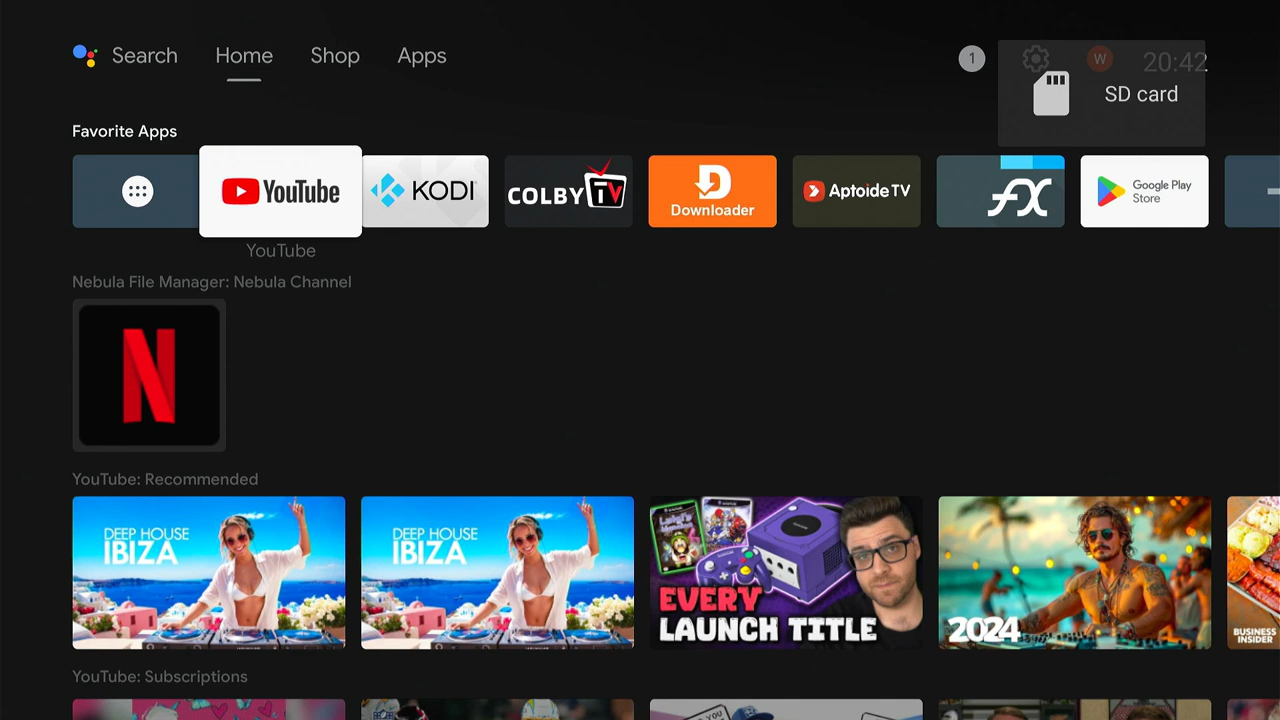 Search Home Shop Apps
1 W 20:42
SD card
Favorite Apps
YouTube KODI COLBY TV Downloader Aptoide TV FX Google Play Store
YouTube
Nebula File Manager: Nebula Channel
N
YouTube: Recommended
DEEP HOUSE
IBIZA
DEEP HOUSE
IBIZA
EVERY
LAUNCH TITLE
2024
BUSINESS
INSIDER
YouTube: Subscriptions